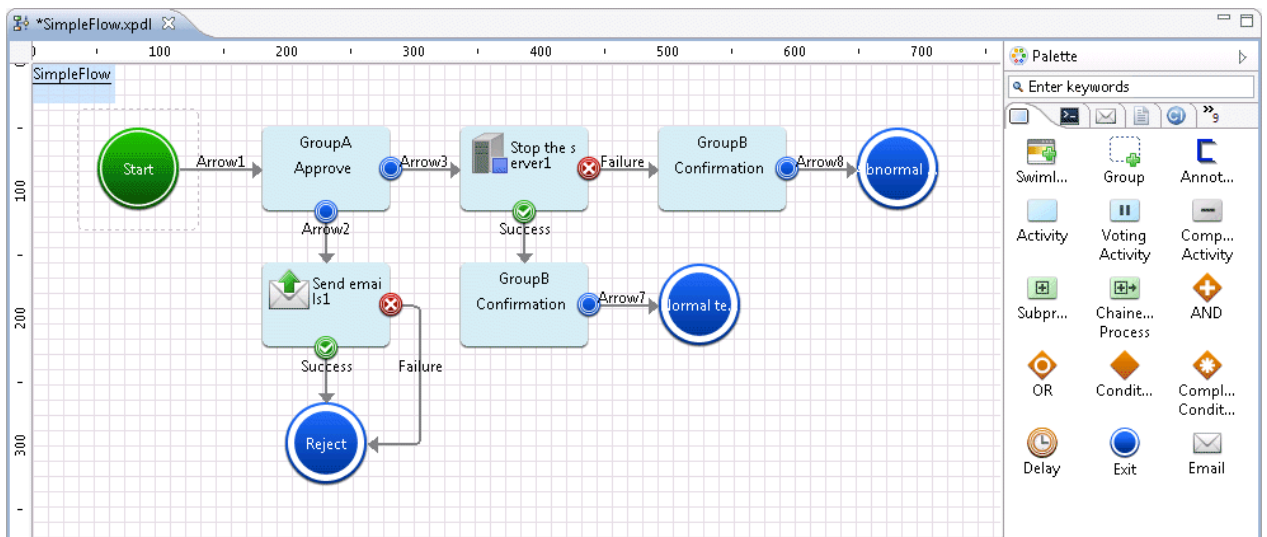 *SimpleFlow.xpdl
0 100 200 300 400 500 600 700
Palette
SimpleFlow
Enter keywords
9
Start
Arrow1
GroupA
Approve
Arrow3
Stop the s
erver1
Failure
GroupB
Confirmation
Arrow8
bnormal
Swiml...
Group
Annot...
100
Arrow2
Success
Activity
Voting
Activity
Comp...
Activity
Send emai
ls1
GroupB
Confirmation
Arrow7
ormal te..
200
Subpr...
Chaine...
Process
AND
Success
Failure
OR
Condit...
Compl...
Condit...
300
Reject
Delay
Exit
Email